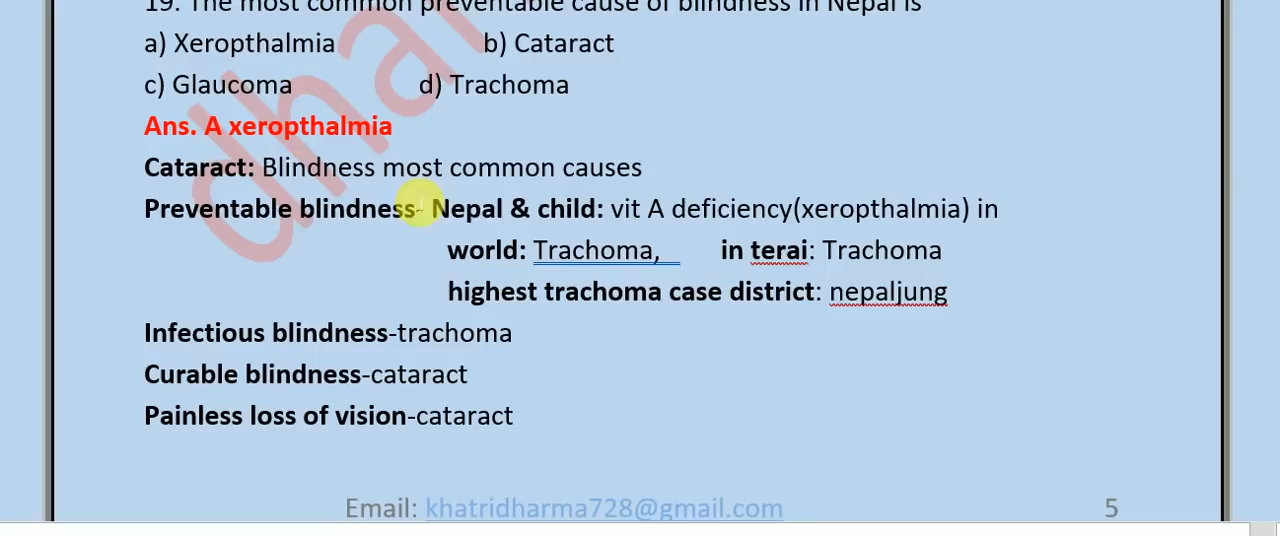 19. The most common preventable cause of blindness in Nepal is
a) Xeropthalmia b) Cataract
c) Glaucoma d) Trachoma
Ans. A xeropthalmia
Cataract: Blindness most common causes
Preventable blindness- Nepal & child: vit A deficiency(xeropthalmia) in
world: Trachoma, in terai: Trachoma
highest trachoma case district: nepaljung
Infectious blindness-trachoma
Curable blindness-cataract
Painless loss of vision-cataract
Email: khatridharma728@gmail.com 5
dhar